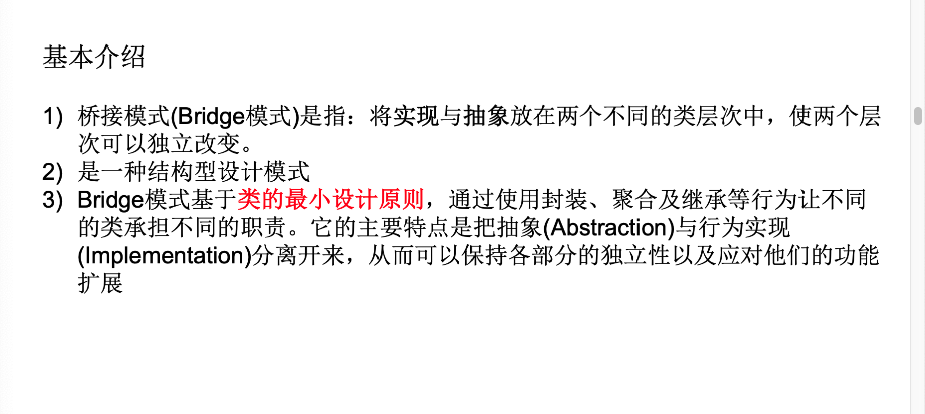 基本介绍
1) 桥接模式(Bridge模式)是指：将实现与抽象放在两个不同的类层次中，使两个层
次可以独立改变。
2) 是一种结构型设计模式
3) Bridge模式基于类的最小设计原则，通过使用封装、聚合及继承等行为让不同
的类承担不同的职责。它的主要特点是把抽象(Abstraction)与行为实现
(Implementation)分离开来，从而可以保持各部分的独立性以及应对他们的功能
扩展